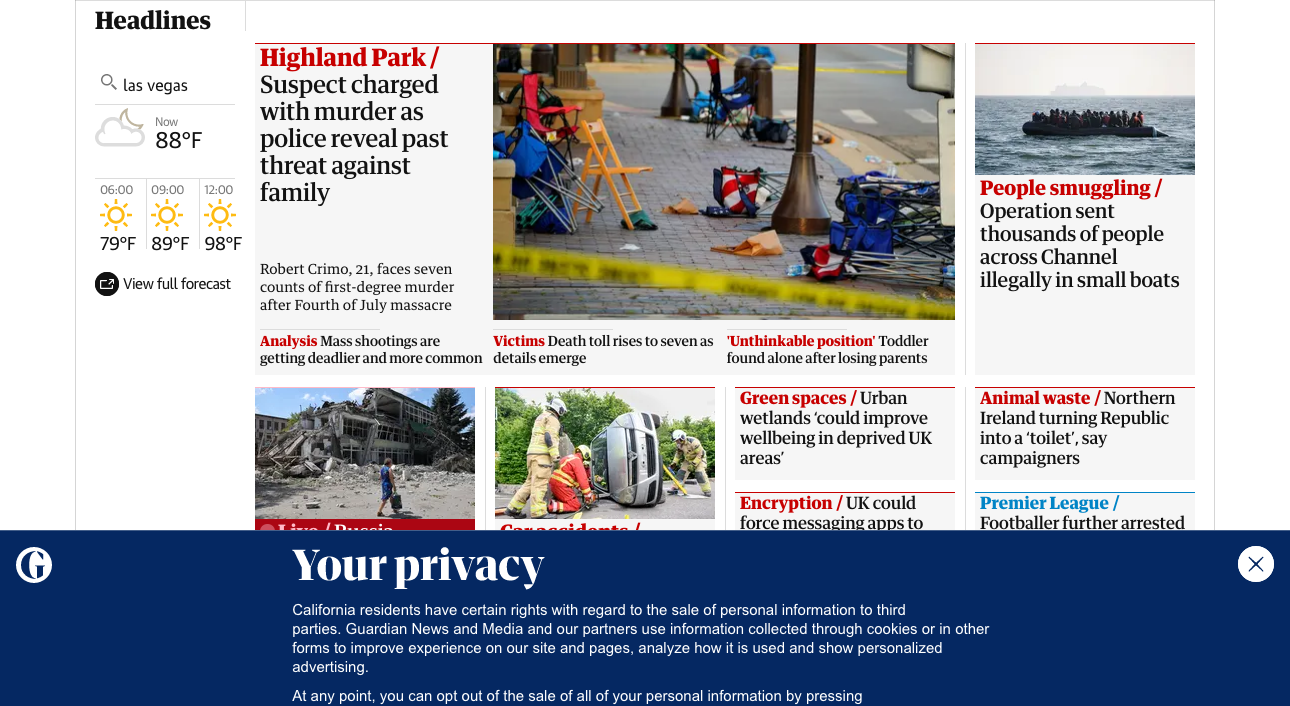 Headlines
las vegas
Now
88°F
06:00 09:00 12:00
79°F 89°F 98°F
View full forecast
Highland Park /
Suspect charged
with murder as
police reveal past
threat against
family
Robert Crimo, 21, faces seven
counts of first-degree murder
after Fourth of July massacre
Analysis Mass shootings are
getting deadlier and more common
Victims Death toll rises to seven as
details emerge
'Unthinkable position' Toddler
found alone after losing parents
People smuggling /
Operation sent
thousands of people
across Channel
illegally in small boats
Live / Russia
Car accidents /
Green spaces / Urban
wetlands ‘could improve
wellbeing in deprived UK
areas’
Encryption / UK could
force messaging apps to
Animal waste / Northern
Ireland turning Republic
into a ‘toilet’, say
campaigners
Premier League /
Footballer further arrested
Your privacy
California residents have certain rights with regard to the sale of personal information to third
parties. Guardian News and Media and our partners use information collected through cookies or in other
forms to improve experience on our site and pages, analyze how it is used and show personalized
advertising.
At any point, you can opt out of the sale of all of your personal information by pressing